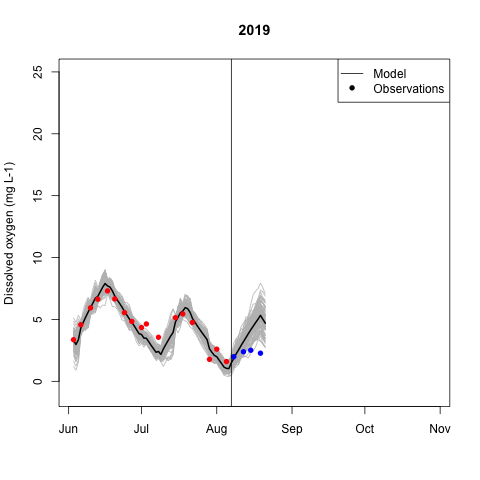 2019
Model
Observations
Dissolved oxygen (mg L-1)
25
20
15
10
5
0
Jun Jul Aug Sep Oct Nov